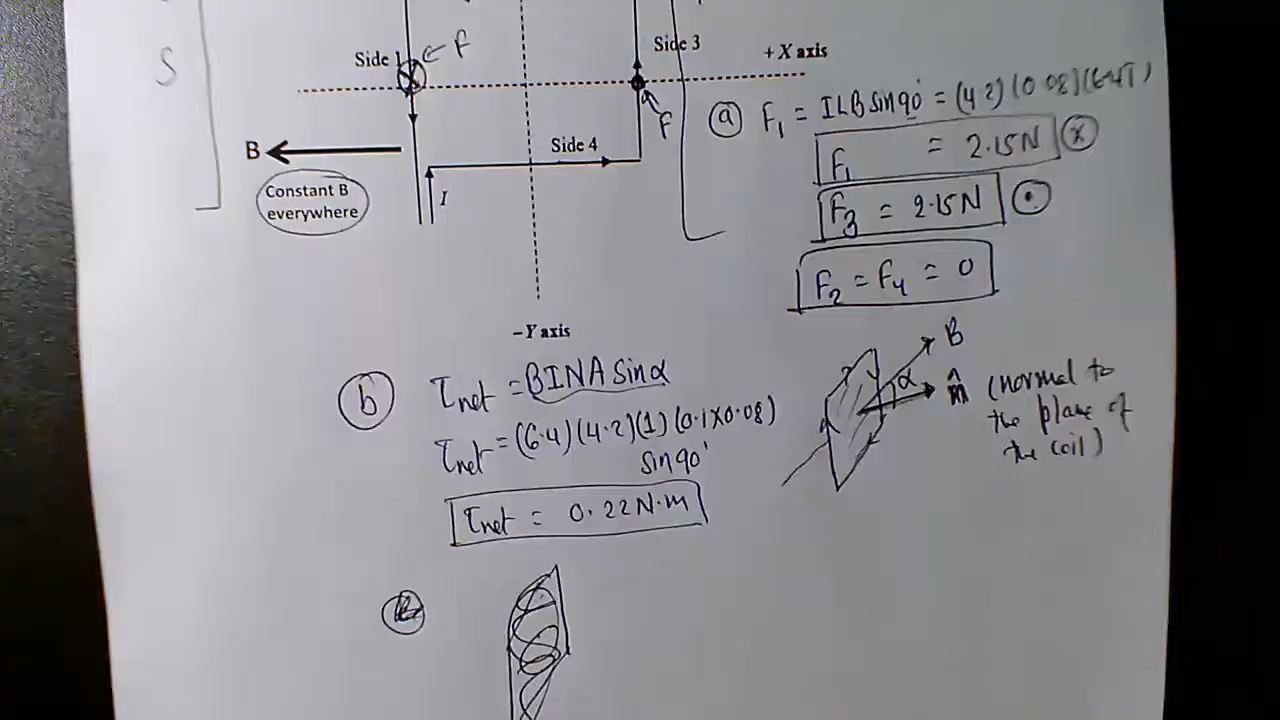 S
Side 1
F
Side 3
+X axis
B
Constant B
everywhere
I
Side 4
F
−Y axis
(a) F₁ = ILB sin90° = (4.2)(0.08)(6.4T)
F₁ = 2.15N ⊗
F₃ = 2.15N ⊙
F₂ = F₄ = 0
(b) τnet = BINA Sinα
τnet = (6.4)(4.2)(1)(0.1×0.08)
sin90°
τnet = 0.22N·m
B
α
n̂ (normal to
the plane of
the coil)